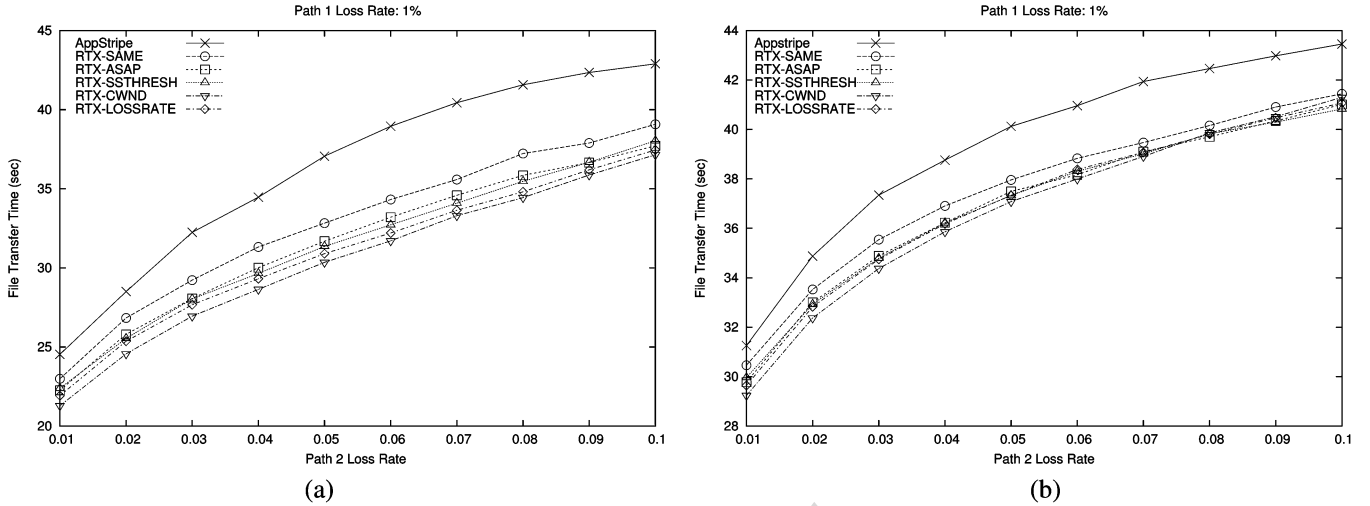 Path 1 Loss Rate: 1%
45
40
35
30
25
20
File Transfer Time (sec)
AppStripe
RTX-SAME
RTX-ASAP
RTX-SSTHRESH
RTX-CWND
RTX-LOSSRATE
0.01 0.02 0.03 0.04 0.05 0.06 0.07 0.08 0.09 0.1
Path 2 Loss Rate
(a)
Path 1 Loss Rate: 1%
44
42
40
38
36
34
32
30
28
File Transfer Time (sec)
Appstripe
RTX-SAME
RTX-ASAP
RTX-SSTHRESH
RTX-CWND
RTX-LOSSRATE
0.01 0.02 0.03 0.04 0.05 0.06 0.07 0.08 0.09 0.1
Path 2 Loss Rate
(b)